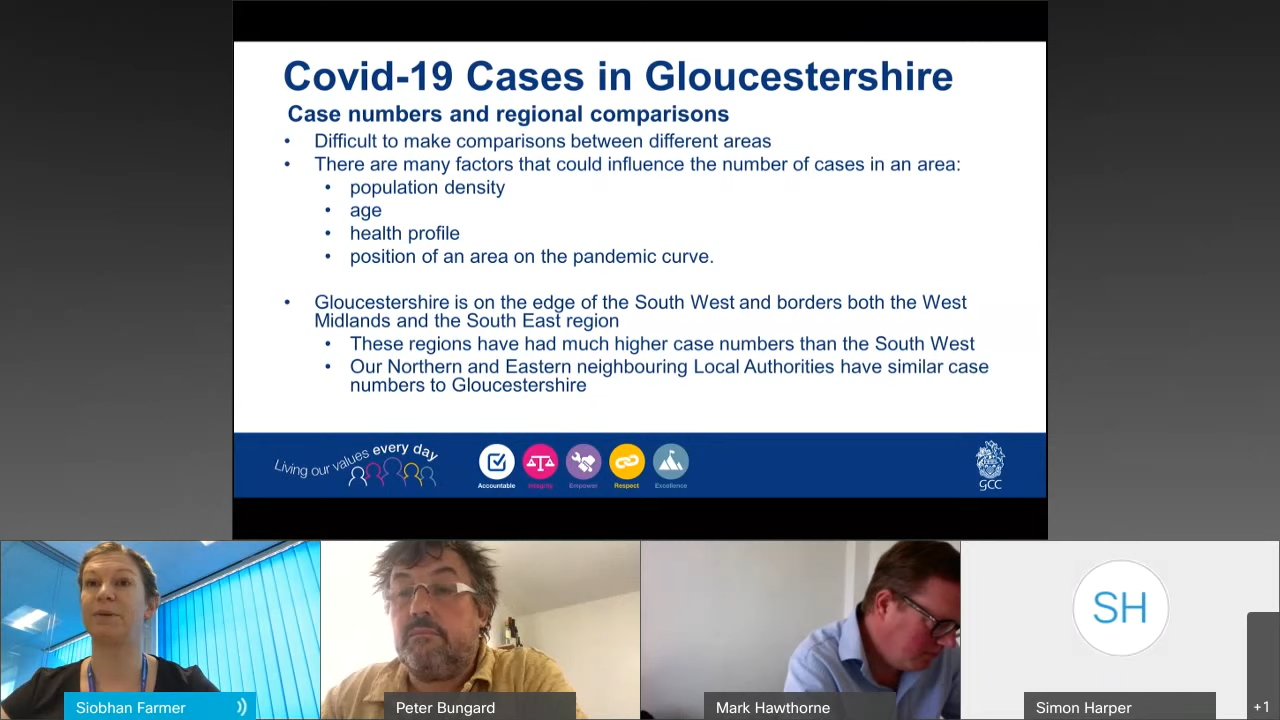 Covid-19 Cases in Gloucestershire
Case numbers and regional comparisons
• Difficult to make comparisons between different areas
• There are many factors that could influence the number of cases in an area:
• population density
• age
• health profile
• position of an area on the pandemic curve.
• Gloucestershire is on the edge of the South West and borders both the West
Midlands and the South East region
• These regions have had much higher case numbers than the South West
• Our Northern and Eastern neighbouring Local Authorities have similar case
numbers to Gloucestershire
Living our values every day
Accountable Integrity Empower Respect Excellence
GCC
SH
Siobhan Farmer
Peter Bungard
Mark Hawthorne
Simon Harper
+1